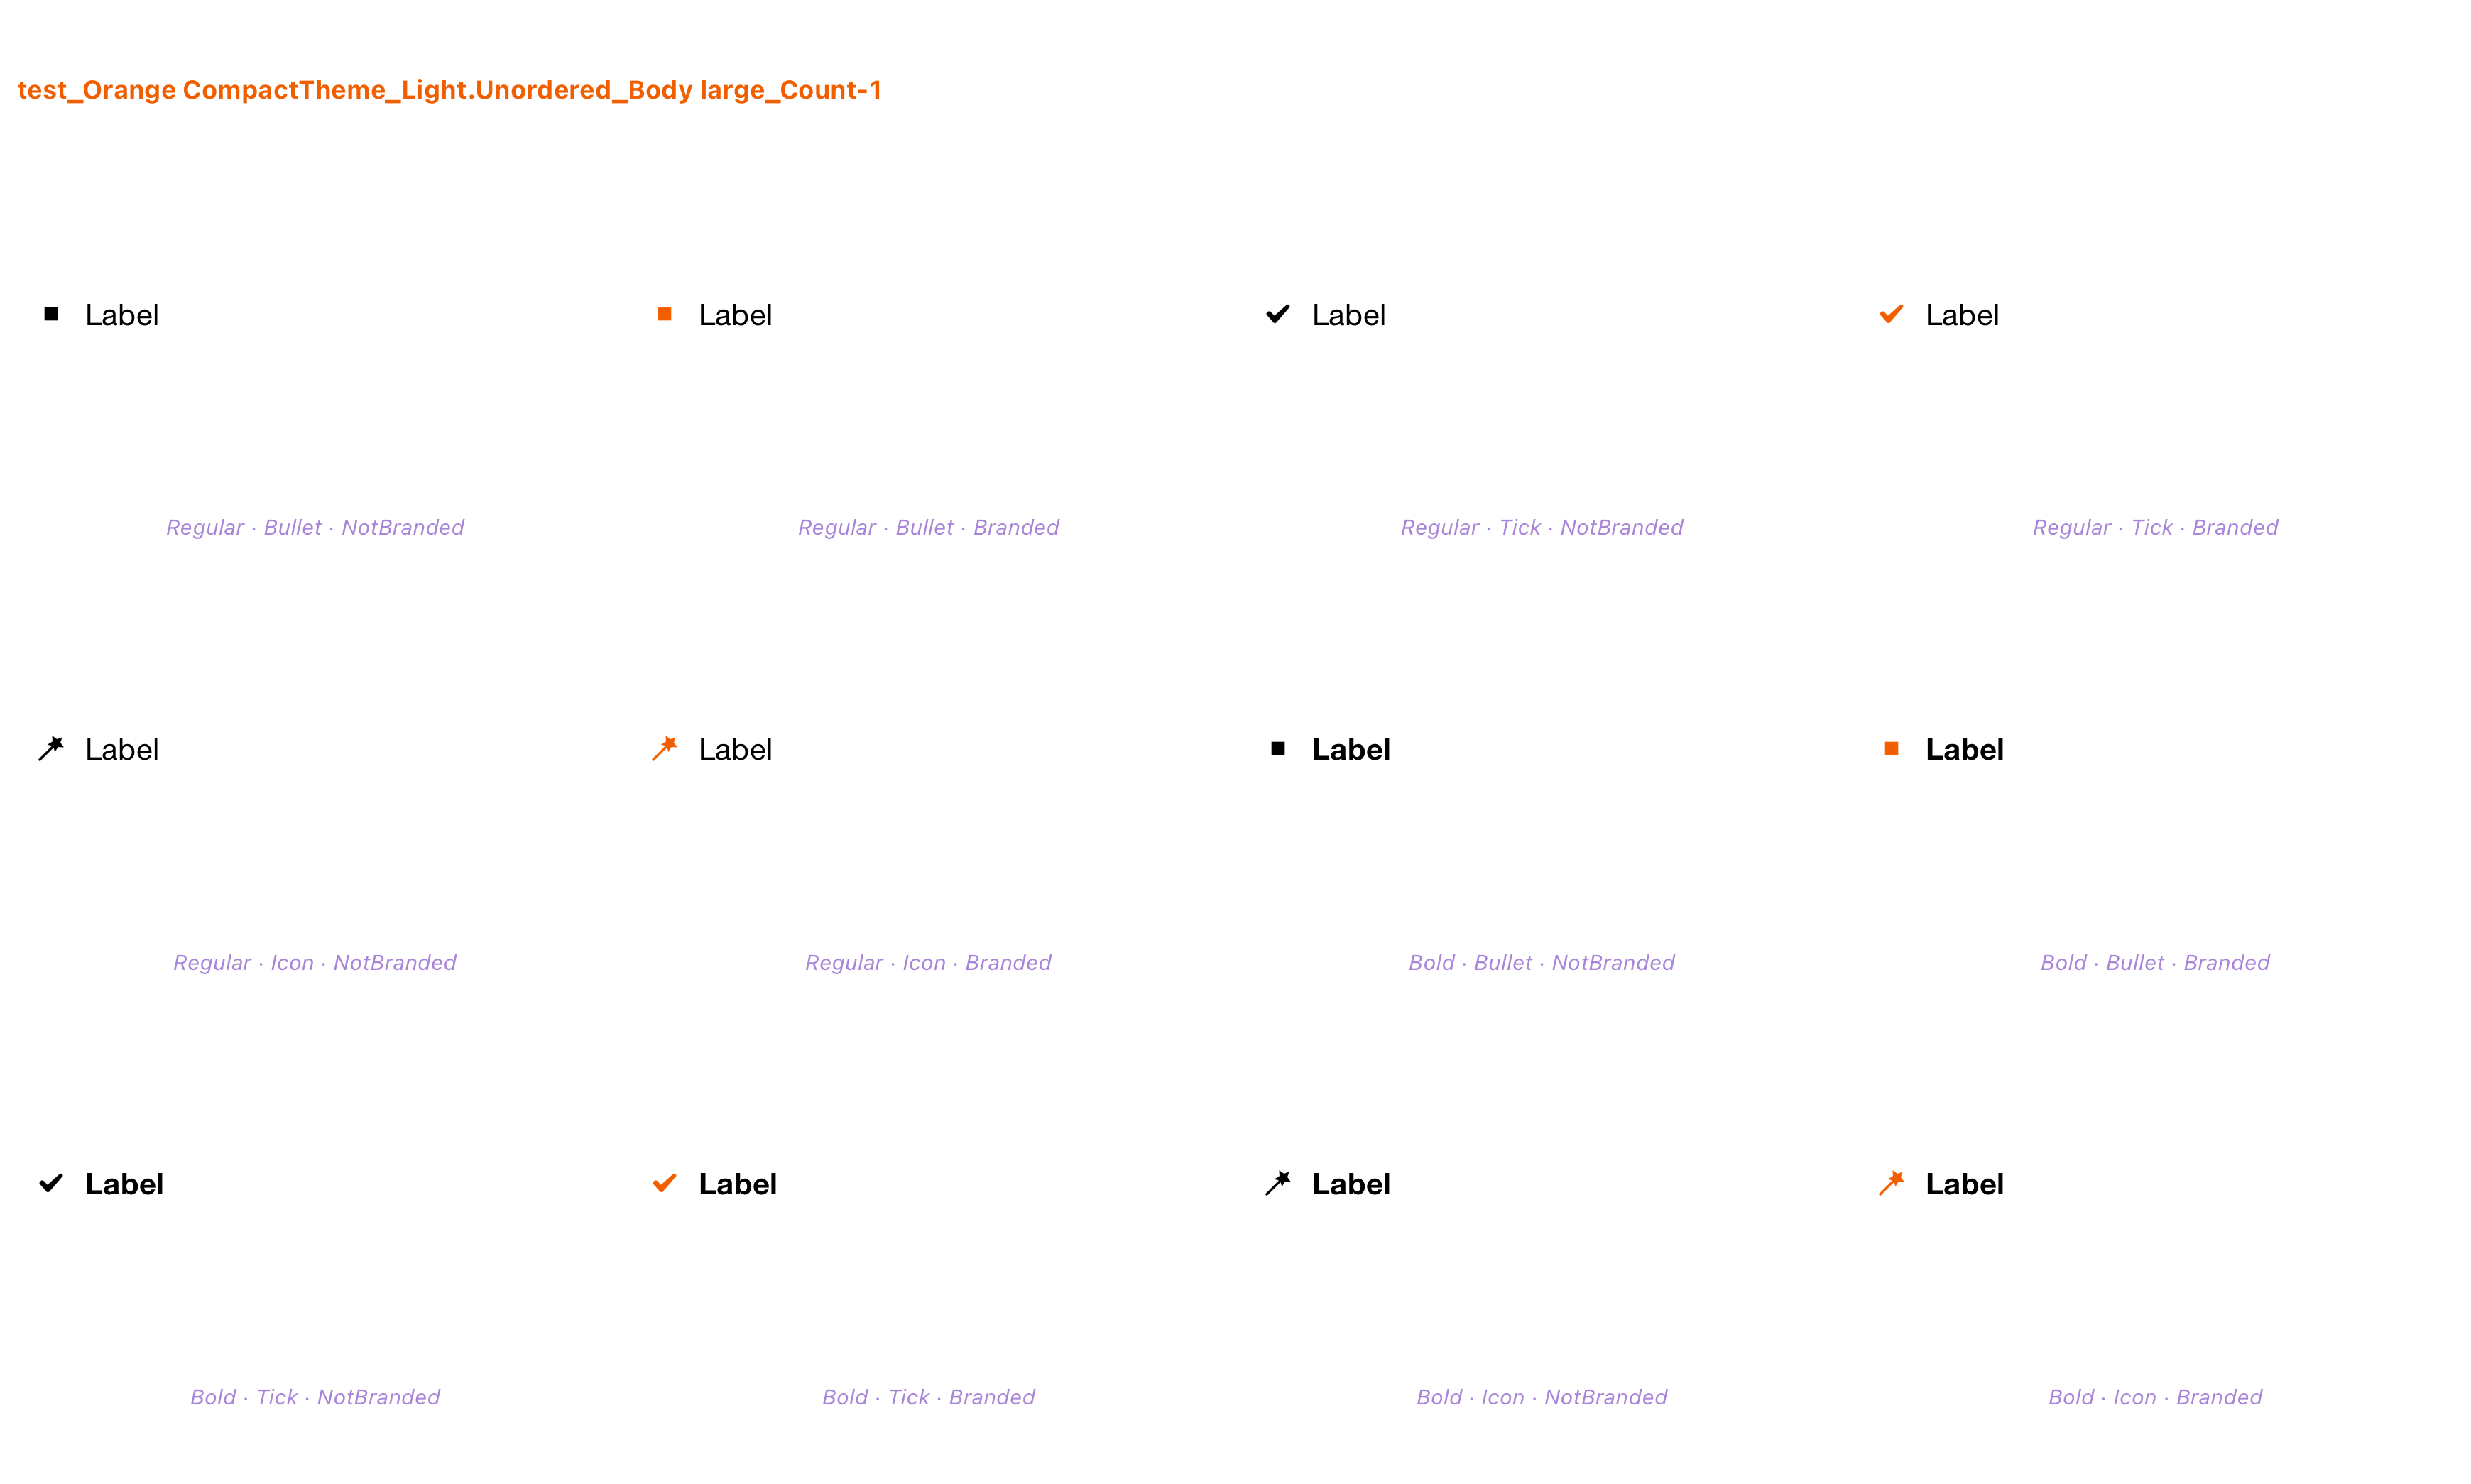 test_Orange CompactTheme_Light.Unordered_Body large_Count-1
Label
Label
Label
Label
Regular · Bullet · NotBranded
Regular · Bullet · Branded
Regular · Tick · NotBranded
Regular · Tick · Branded
Label
Label
Label
Label
Regular · Icon · NotBranded
Regular · Icon · Branded
Bold · Bullet · NotBranded
Bold · Bullet · Branded
Label
Label
Label
Label
Bold · Tick · NotBranded
Bold · Tick · Branded
Bold · Icon · NotBranded
Bold · Icon · Branded